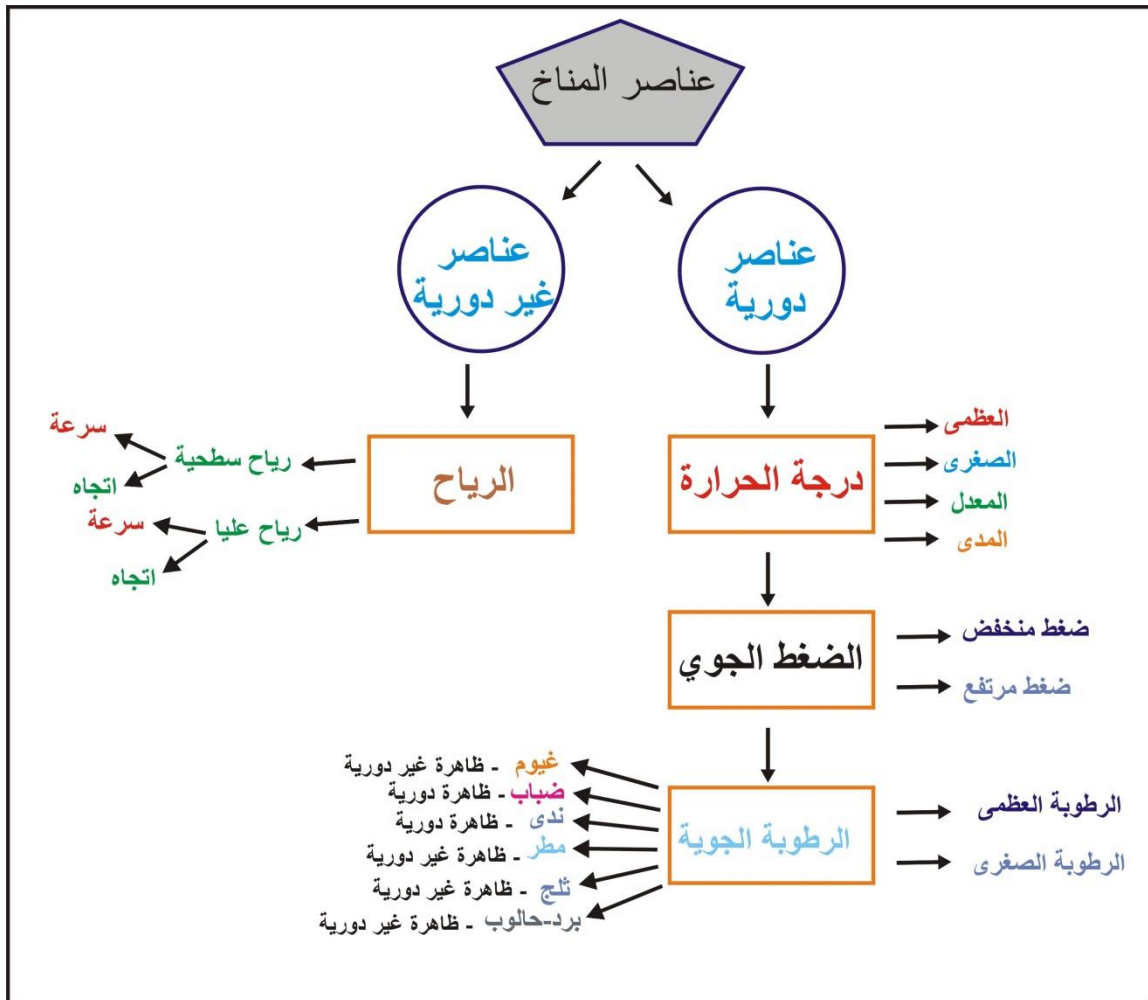 عناصر المناخ
عناصر
دورية
عناصر
غير دورية
درجة الحرارة
العظمى
الصغرى
المعدل
المدى
الرياح
رياح سطحية
سرعة
اتجاه
رياح عليا
سرعة
اتجاه
الضغط الجوي
ضغط منخفض
ضغط مرتفع
الرطوبة الجوية
الرطوبة العظمى
الرطوبة الصغرى
غيوم - ظاهرة غير دورية
ضباب - ظاهرة دورية
ندى - ظاهرة دورية
مطر - ظاهرة غير دورية
ثلج - ظاهرة غير دورية
برد-حالوب - ظاهرة غير دورية